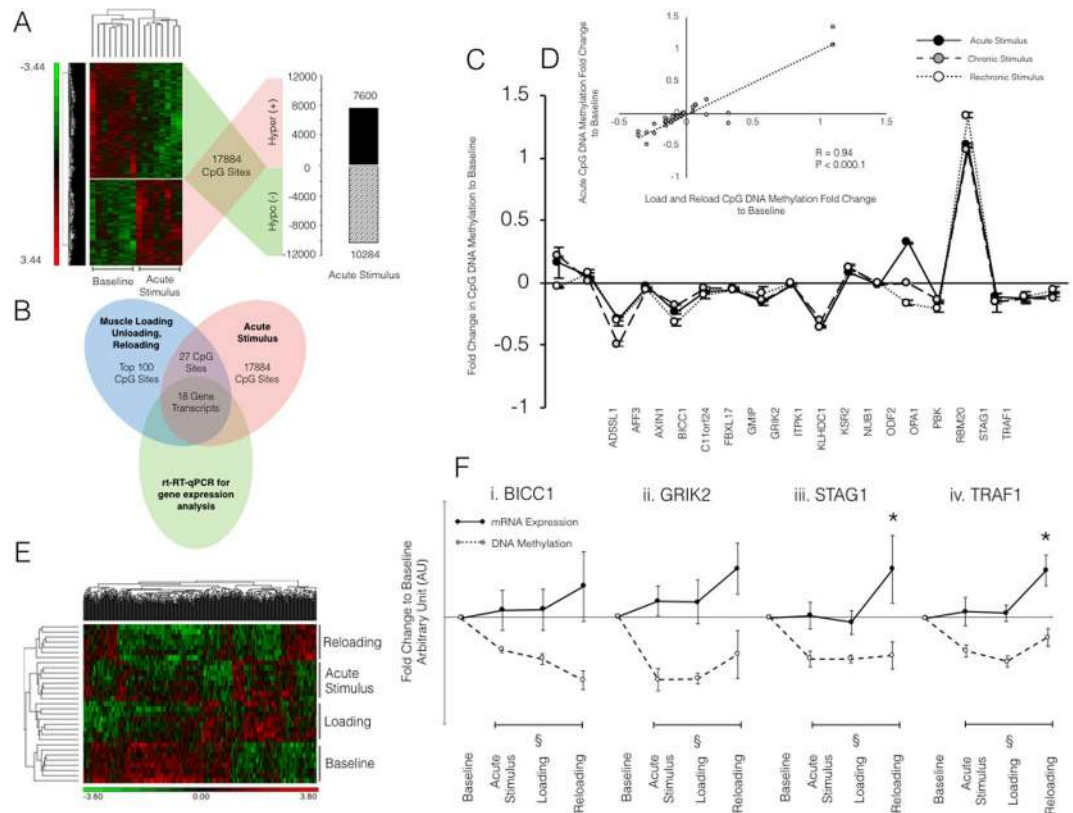 A
-3.44
3.44
Baseline
Acute
Stimulus
17884
CpG Sites
Hyper (+)
Hypo (-)
12000
8000
4000
0
-4000
-8000
-12000
7600
10284
Acute Stimulus
B
Muscle Loading
Unloading,
Reloading
Top 100
CpG Sites
27 CpG
Sites
Acute
Stimulus
17884
CpG Sites
18 Gene
Transcripts
rt-RT-qPCR for
gene expression
analysis
C
Fold Change in CpG DNA Methylation to Baseline
1.5
1
0.5
0
-0.5
-1
ADSSL1
AFF3
AXIN1
BICC1
C11orf24
FBXL17
GMIP
GRIK2
ITPK1
KLHDC1
KSR2
NUB1
ODF2
OPA1
PBK
RBM20
STAG1
TRAF1
D
Acute CpG DNA Methylation Fold Change
to Baseline
1.5
1
0.5
0
-0.5
-1
-0.5
0
0.5
1
1.5
R = 0.94
P < 0.000.1
Load and Reload CpG DNA Methylation Fold Change
to Baseline
Acute Stimulus
Chronic Stimulus
Rechronic Stimulus
E
Reloading
Acute
Stimulus
Loading
Baseline
-3.80
0.00
3.80
F
Fold Change to Baseline
Arbitrary Unit (AU)
i. BICC1
ii. GRIK2
iii. STAG1
iv. TRAF1
mRNA Expression
DNA Methylation
*
*
§
§
§
§
Baseline
Acute
Stimulus
Loading
Reloading
Baseline
Acute
Stimulus
Loading
Reloading
Baseline
Acute
Stimulus
Loading
Reloading
Baseline
Acute
Stimulus
Loading
Reloading